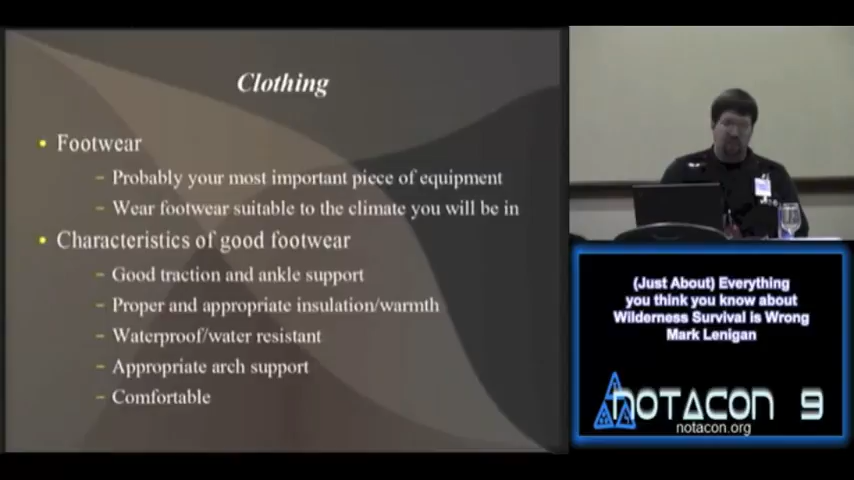 Clothing
• Footwear
– Probably your most important piece of equipment
– Wear footwear suitable to the climate you will be in
• Characteristics of good footwear
– Good traction and ankle support
– Proper and appropriate insulation/warmth
– Waterproof/water resistant
– Appropriate arch support
– Comfortable
(Just About) Everything
you think you know about
Wilderness Survival is Wrong
Mark Lenigan
NOTACON 9
notacon.org